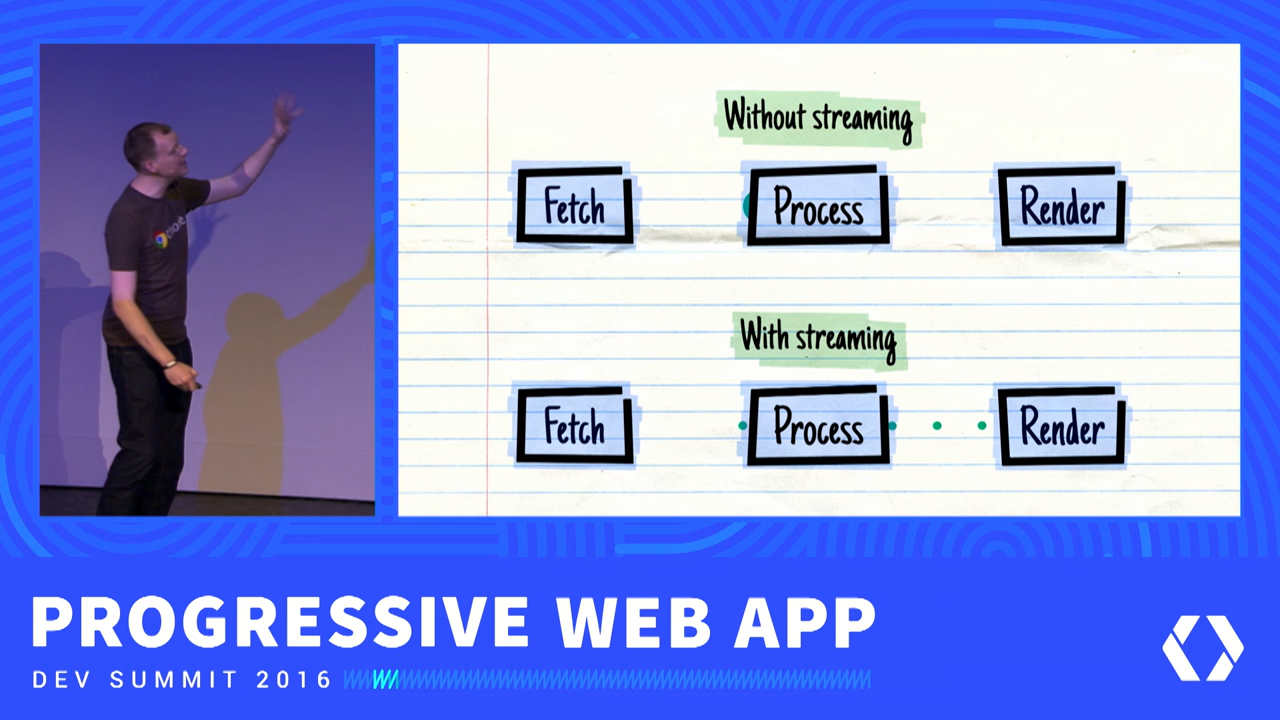 Without streaming
Fetch Process Render
With streaming
Fetch Process Render
PROGRESSIVE WEB APP
DEV SUMMIT 2016